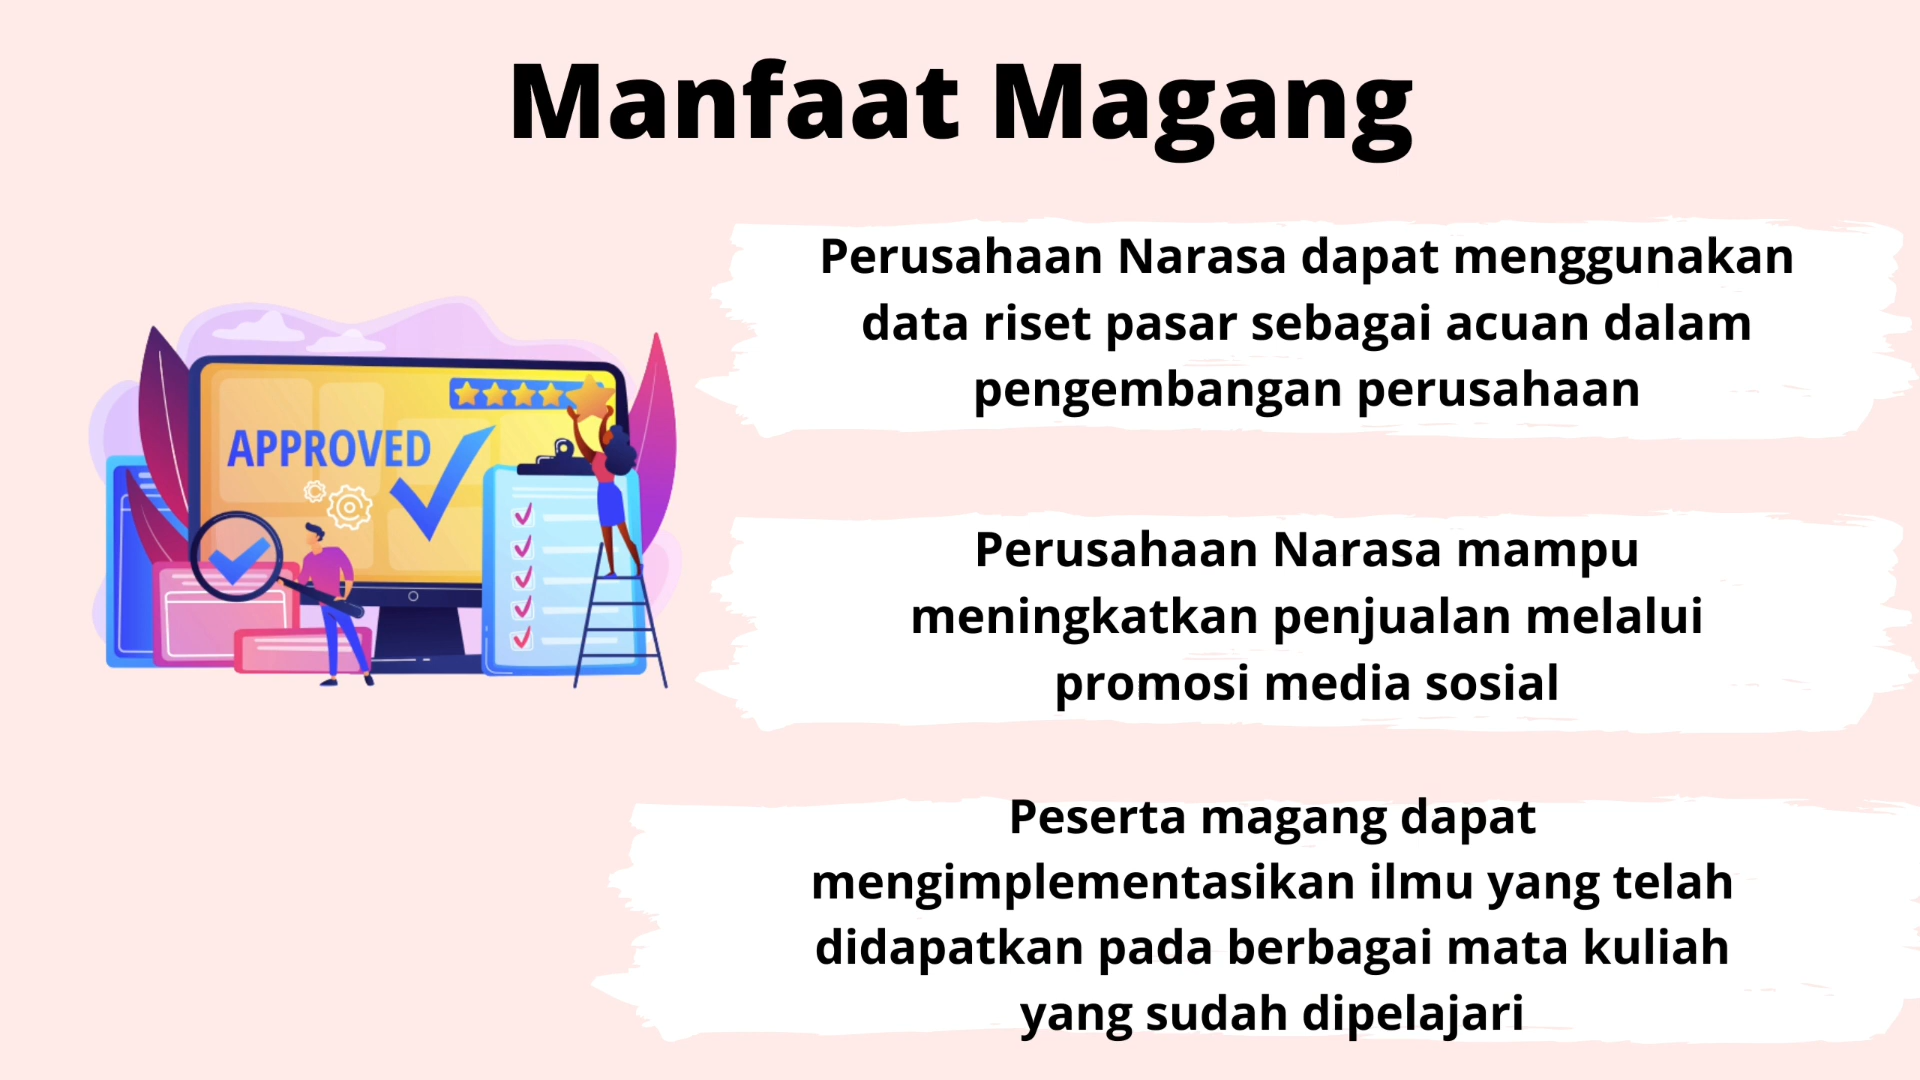 Manfaat Magang
Perusahaan Narasa dapat menggunakan
data riset pasar sebagai acuan dalam
pengembangan perusahaan
APPROVED
Perusahaan Narasa mampu
meningkatkan penjualan melalui
promosi media sosial
Peserta magang dapat
mengimplementasikan ilmu yang telah
didapatkan pada berbagai mata kuliah
yang sudah dipelajari